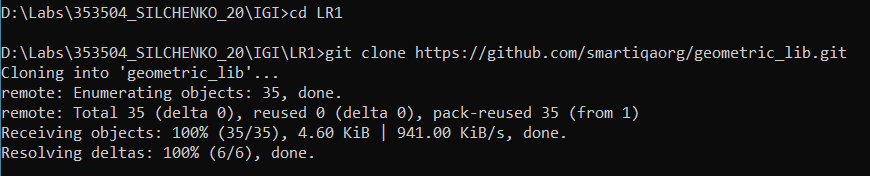 D:\Labs\353504_SILCHENKO_20\IGI>cd LR1
D:\Labs\353504_SILCHENKO_20\IGI\LR1>git clone https://github.com/smartiqaorg/geometric_lib.git
Cloning into 'geometric_lib'...
remote: Enumerating objects: 35, done.
remote: Total 35 (delta 0), reused 0 (delta 0), pack-reused 35 (from 1)
Receiving objects: 100% (35/35), 4.60 KiB | 941.00 KiB/s, done.
Resolving deltas: 100% (6/6), done.